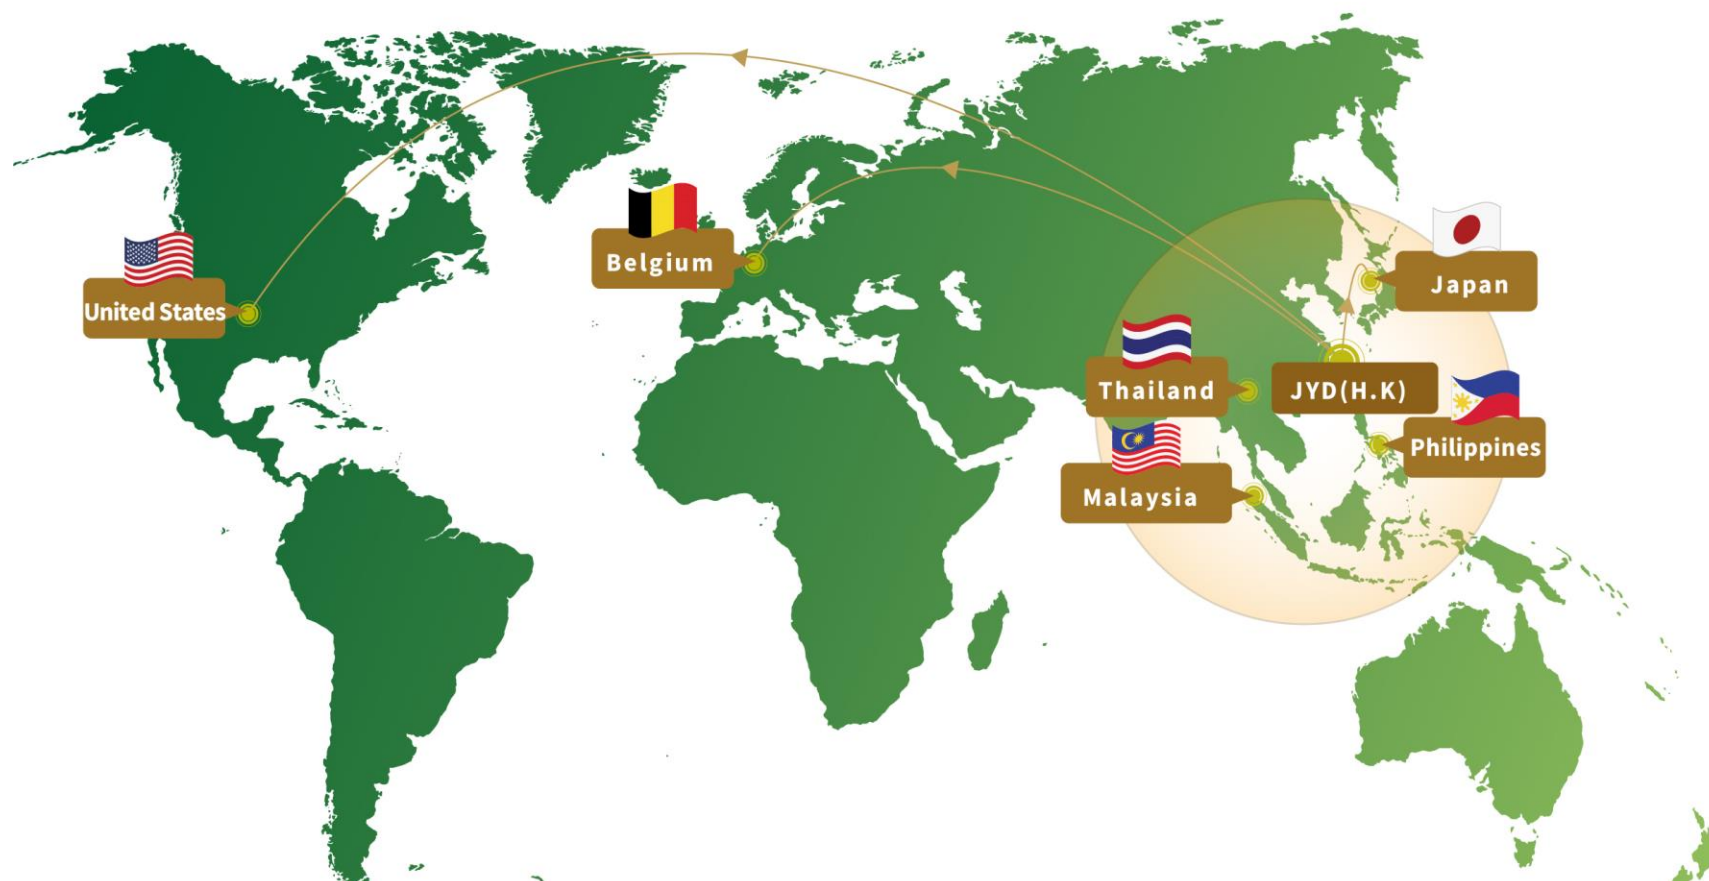 Belgium
United States
Japan
Thailand
JYD(H.K)
Philippines
Malaysia